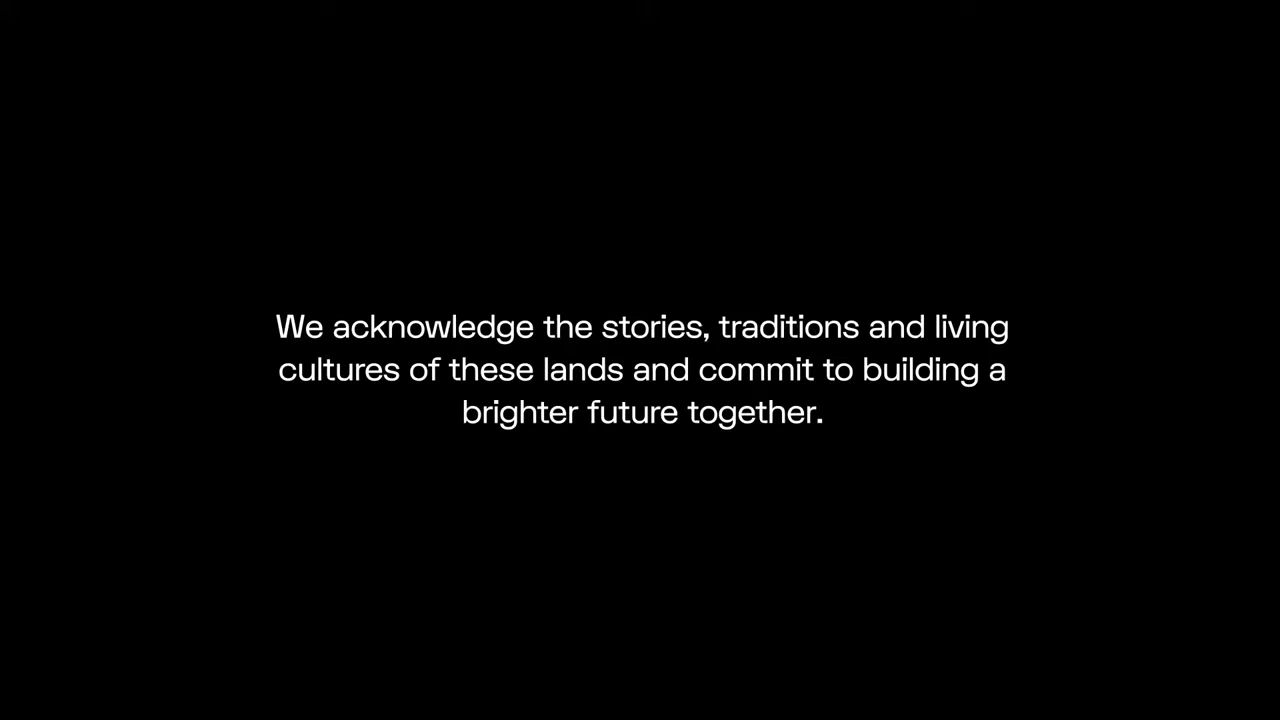 We acknowledge the stories, traditions and living
cultures of these lands and commit to building a
brighter future together.